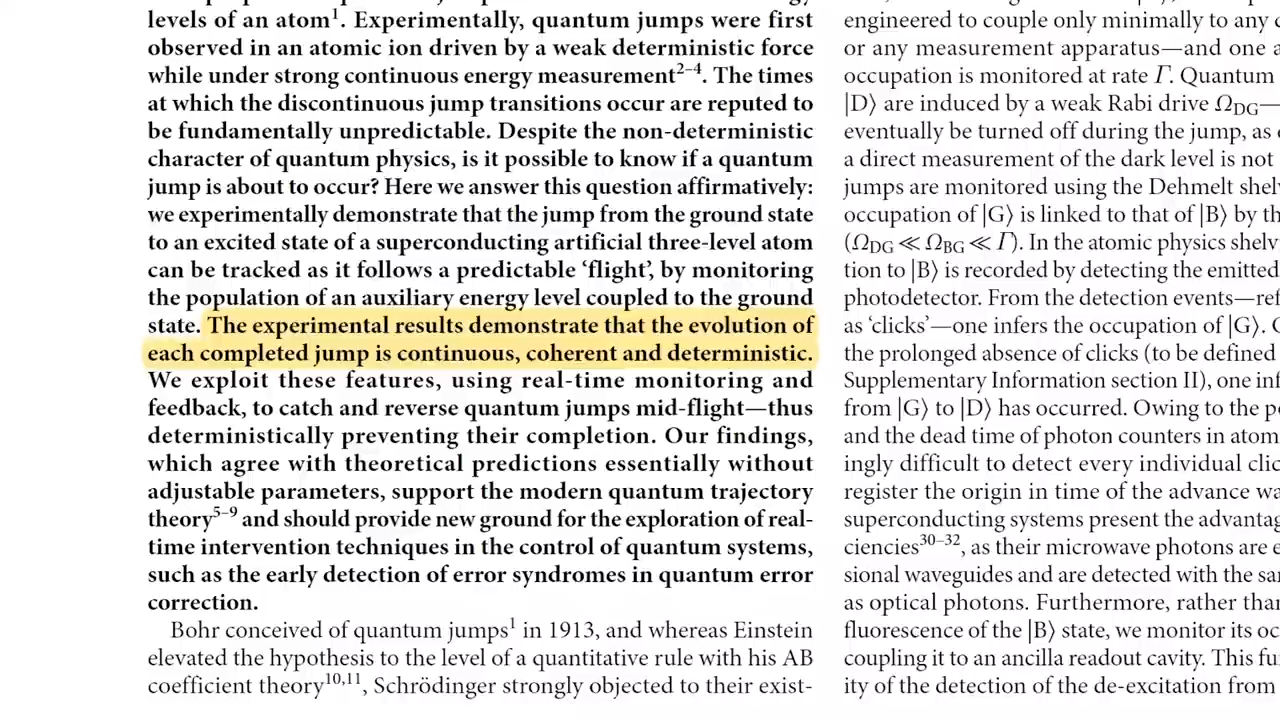 levels of an atom¹. Experimentally, quantum jumps were first
observed in an atomic ion driven by a weak deterministic force
while under strong continuous energy measurement²⁻⁴. The times
at which the discontinuous jump transitions occur are reputed to
be fundamentally unpredictable. Despite the non-deterministic
character of quantum physics, is it possible to know if a quantum
jump is about to occur? Here we answer this question affirmatively:
we experimentally demonstrate that the jump from the ground state
to an excited state of a superconducting artificial three-level atom
can be tracked as it follows a predictable ‘flight’, by monitoring
the population of an auxiliary energy level coupled to the ground
state. The experimental results demonstrate that the evolution of
each completed jump is continuous, coherent and deterministic.
We exploit these features, using real-time monitoring and
feedback, to catch and reverse quantum jumps mid-flight—thus
deterministically preventing their completion. Our findings,
which agree with theoretical predictions essentially without
adjustable parameters, support the modern quantum trajectory
theory⁵⁻⁹ and should provide new ground for the exploration of real-
time intervention techniques in the control of quantum systems,
such as the early detection of error syndromes in quantum error
correction.
Bohr conceived of quantum jumps¹ in 1913, and whereas Einstein
elevated the hypothesis to the level of a quantitative rule with his AB
coefficient theory¹⁰,¹¹, Schrödinger strongly objected to their exist-
engineered to couple only minimally to any
or any measurement apparatus—and one
occupation is monitored at rate Γ. Quantum
|D⟩ are induced by a weak Rabi drive Ω_DG—
eventually be turned off during the jump, as
a direct measurement of the dark level is not
jumps are monitored using the Dehmelt
occupation of |G⟩ is linked to that of |B⟩ by
(Ω_DG ≪ Ω_BG ≪ Γ). In the atomic physics
tion to |B⟩ is recorded by detecting the emitted
photodetector. From the detection events—
as ‘clicks’—one infers the occupation of |G⟩.
the prolonged absence of clicks (to be defined
Supplementary Information section II), one
from |G⟩ to |D⟩ has occurred. Owing to the
and the dead time of photon counters in
ingly difficult to detect every individual
register the origin in time of the advance
superconducting systems present the
ciencies³⁰⁻³², as their microwave photons are
sional waveguides and are detected with the
as optical photons. Furthermore, rather
fluorescence of the |B⟩ state, we monitor its
coupling it to an ancilla readout cavity. This
ity of the detection of the de-excitation from